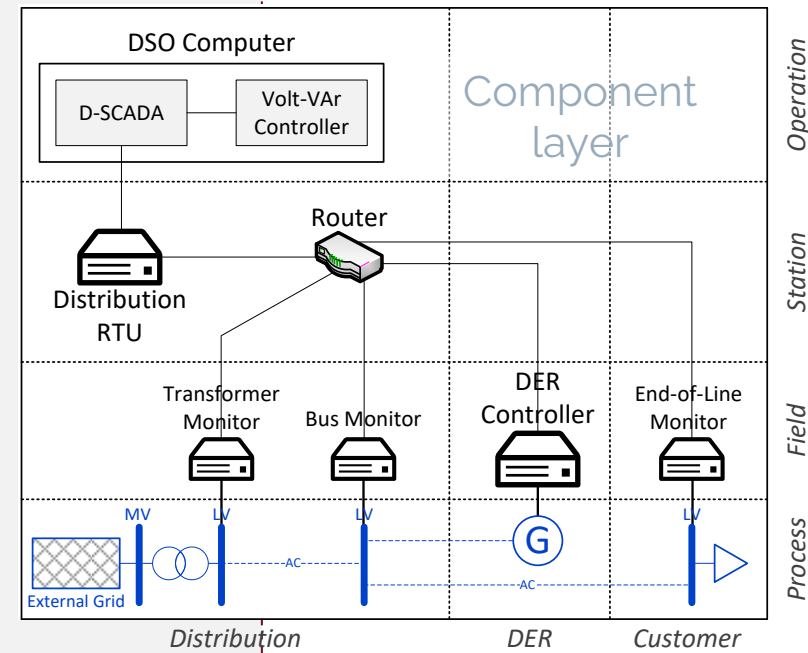 DSO Computer
D-SCADA
Volt-VAr
Controller
Component
layer
Operation
Router
Distribution
RTU
Station
Transformer
Monitor
Bus Monitor
DER
Controller
End-of-Line
Monitor
Field
MV
LV
LV
LV
AC
G
AC
External Grid
Process
Distribution
DER
Customer